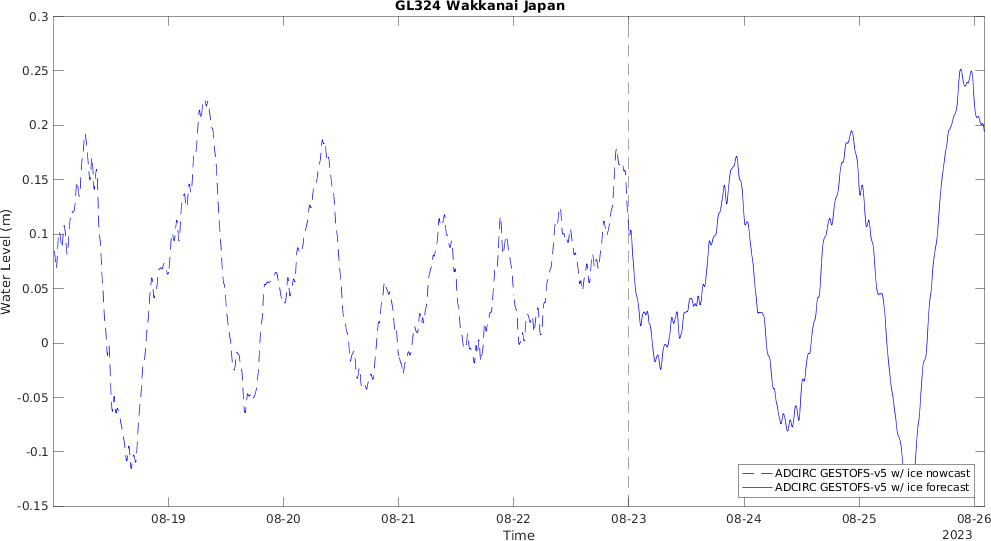 GL324 Wakkanai Japan
0.3
0.25
0.2
0.15
0.1
0.05
0
-0.05
-0.1
-0.15
Water Level (m)
ADCIRC GESTOFS-v5 w/ ice nowcast
ADCIRC GESTOFS-v5 w/ ice forecast
08-19 08-20 08-21 08-22 08-23 08-24 08-25 08-26
Time
2023